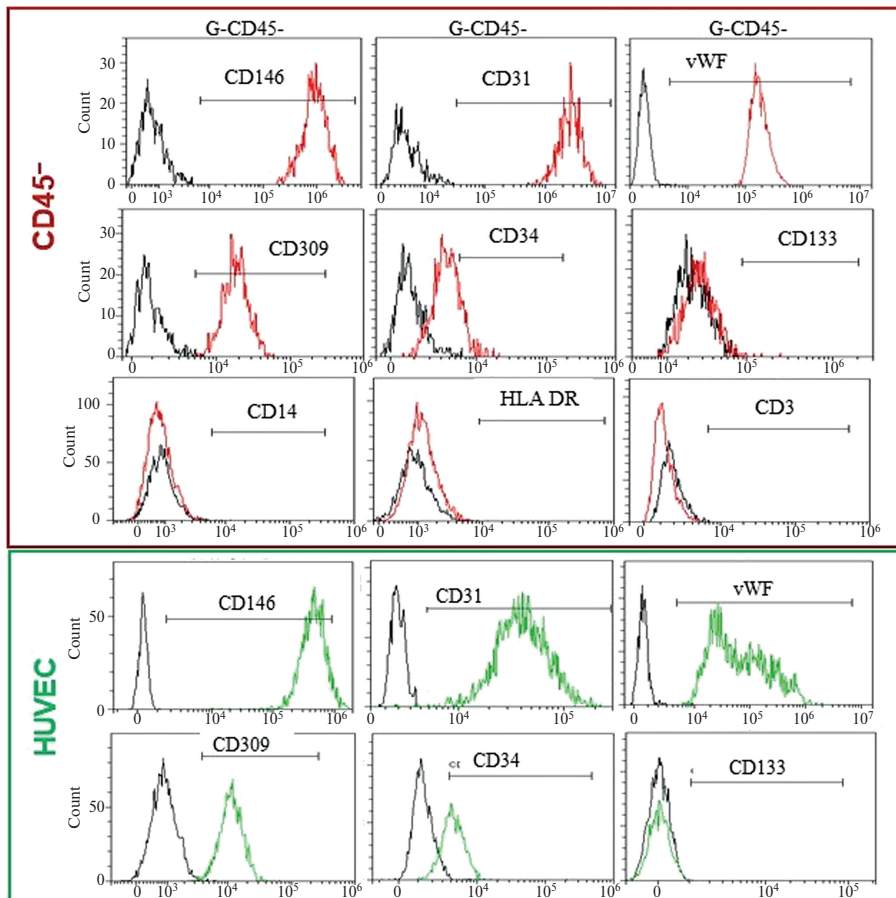 G-CD45- G-CD45- G-CD45-
CD45⁻
Count
30
20
10
0
CD146
0 10³ 10⁴ 10⁵ 10⁶
CD31
0 10⁴ 10⁵ 10⁶ 10⁷
vWF
0 10⁴ 10⁵ 10⁶ 10⁷
Count
30
20
10
0
CD309
0 10⁴ 10⁵ 10⁶
CD34
0 10⁴ 10⁵ 10⁶
CD133
0 10⁴ 10⁵ 10⁶
Count
100
50
0
CD14
0 10³ 10⁴ 10⁵ 10⁶
HLA DR
0 10³ 10⁴ 10⁵ 10⁶
CD3
0 10⁴ 10⁵ 10⁶
HUVEC
Count
50
0
CD146
0 10⁴ 10⁵ 10⁶
CD31
0 10⁴ 10⁵
vWF
0 10⁴ 10⁵ 10⁶ 10⁷
Count
50
0
CD309
0 10³ 10⁴ 10⁵ 10⁶
CD34
0 10⁴ 10⁵ 10⁶
CD133
0 10⁴ 10⁵